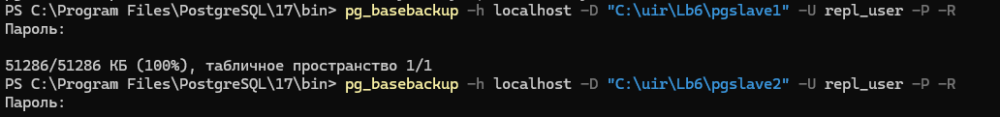 PS C:\Program Files\PostgreSQL\17\bin> pg_basebackup -h localhost -D "C:\uir\Lb6\pgslave1" -U repl_user -P -R
Пароль:
51286/51286 КБ (100%), табличное пространство 1/1
PS C:\Program Files\PostgreSQL\17\bin> pg_basebackup -h localhost -D "C:\uir\Lb6\pgslave2" -U repl_user -P -R
Пароль: